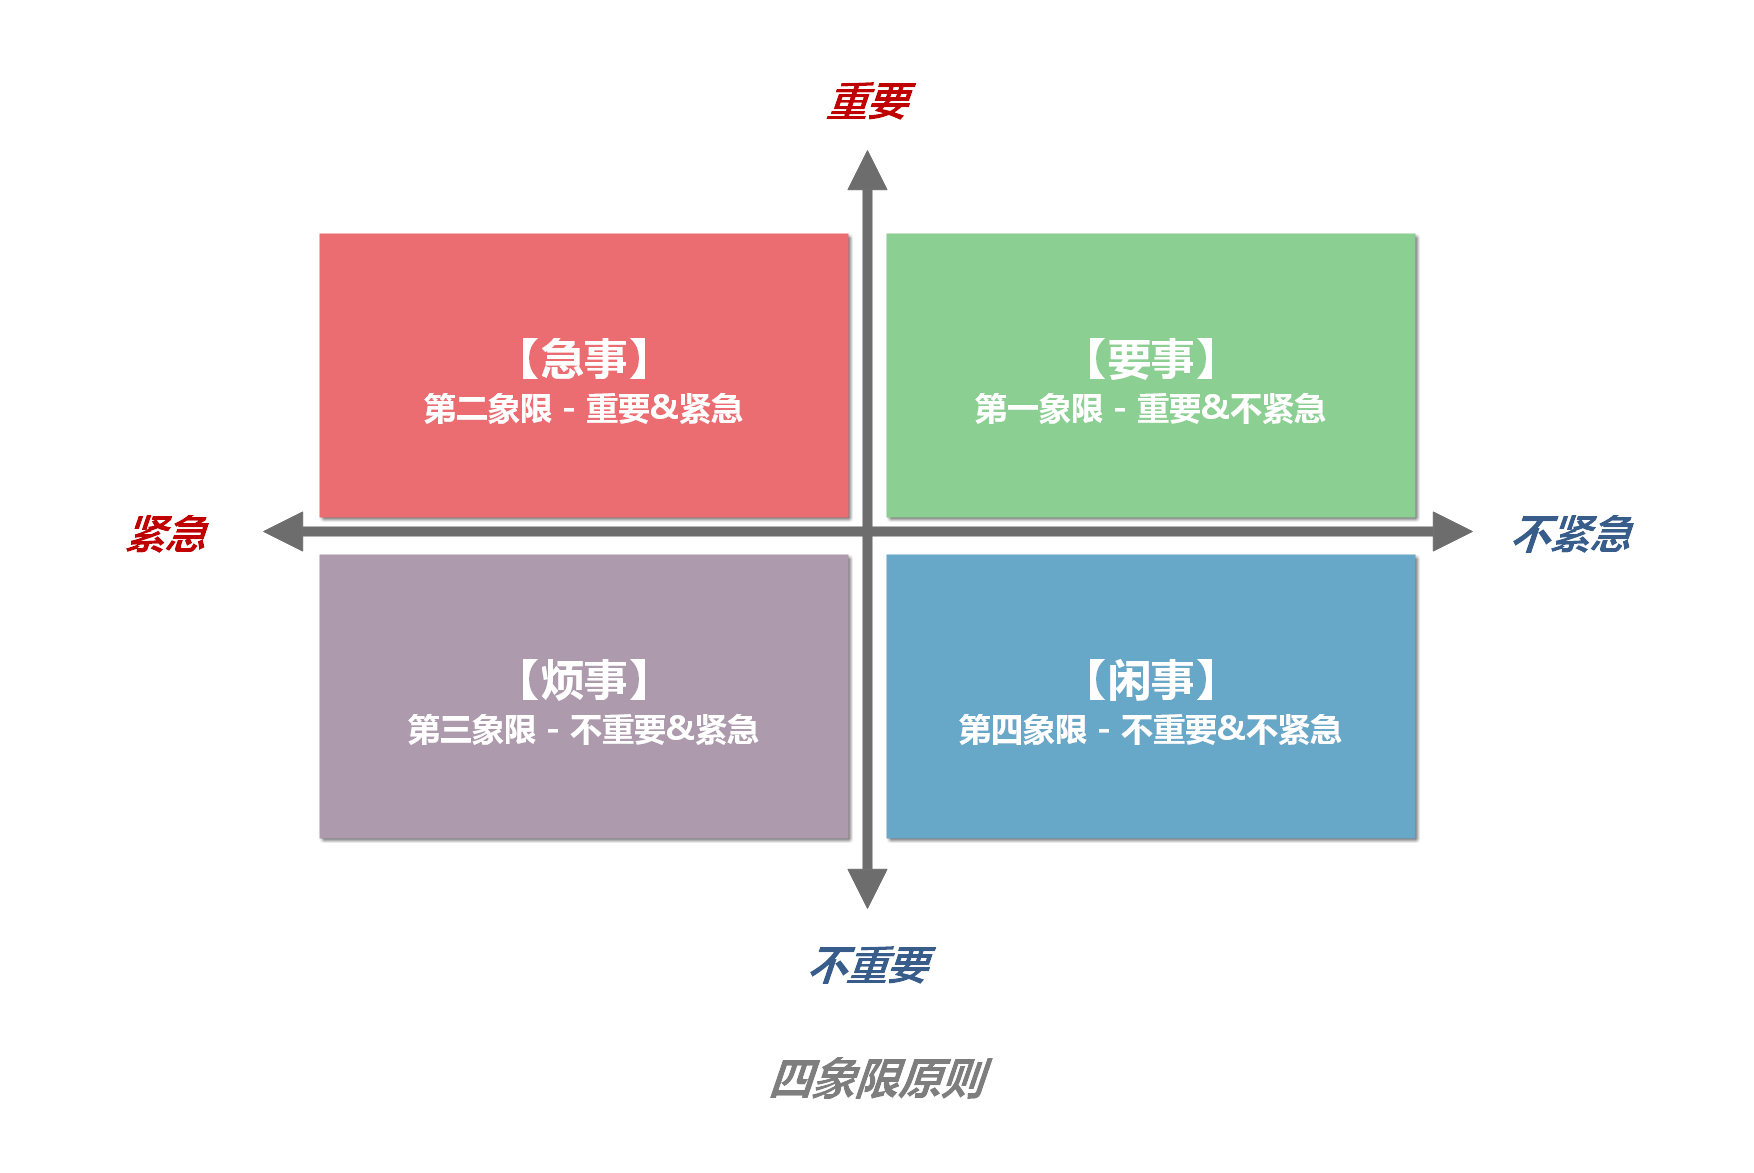 重要
【急事】
第二象限 - 重要&紧急
【要事】
第一象限 - 重要&不紧急
紧急
不紧急
【烦事】
第三象限 - 不重要&紧急
【闲事】
第四象限 - 不重要&不紧急
不重要
四象限原则